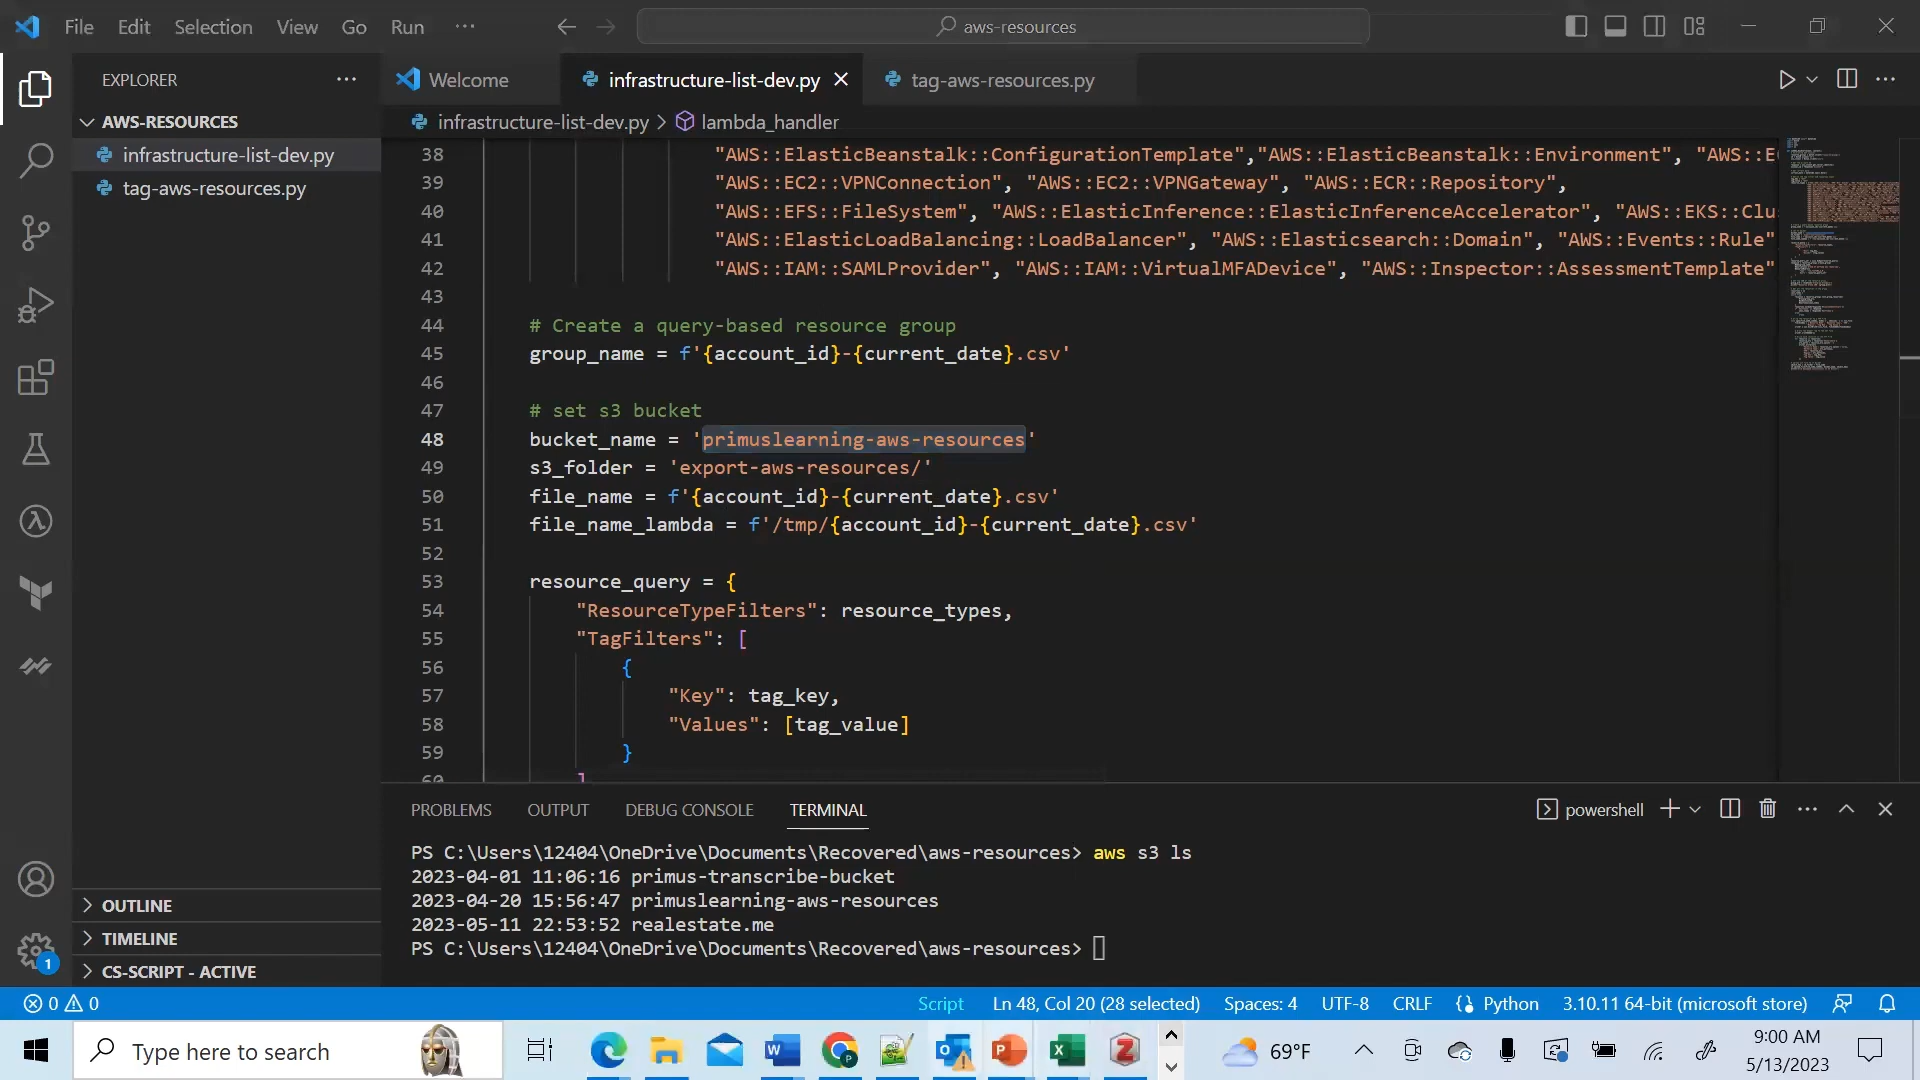 File Edit Selection View Go Run ··· aws-resources
EXPLORER ···
Welcome infrastructure-list-dev.py tag-aws-resources.py
AWS-RESOURCES
infrastructure-list-dev.py
tag-aws-resources.py
infrastructure-list-dev.py > lambda_handler
38 "AWS::ElasticBeanstalk::ConfigurationTemplate","AWS::ElasticBeanstalk::Environment", "AWS::E
39 "AWS::EC2::VPNConnection", "AWS::EC2::VPNGateway", "AWS::ECR::Repository",
40 "AWS::EFS::FileSystem", "AWS::ElasticInference::ElasticInferenceAccelerator", "AWS::EKS::Clu
41 "AWS::ElasticLoadBalancing::LoadBalancer", "AWS::Elasticsearch::Domain", "AWS::Events::Rule"
42 "AWS::IAM::SAMLProvider", "AWS::IAM::VirtualMFADevice", "AWS::Inspector::AssessmentTemplate"
43
44 # Create a query-based resource group
45 group_name = f'{account_id}-{current_date}.csv'
46
47 # set s3 bucket
48 bucket_name = 'primuslearning-aws-resources'
49 s3_folder = 'export-aws-resources/'
50 file_name = f'{account_id}-{current_date}.csv'
51 file_name_lambda = f'/tmp/{account_id}-{current_date}.csv'
52
53 resource_query = {
54 "ResourceTypeFilters": resource_types,
55 "TagFilters": [
56 {
57 "Key": tag_key,
58 "Values": [tag_value]
59 }
60 ]
PROBLEMS OUTPUT DEBUG CONSOLE TERMINAL powershell
PS C:\Users\12404\OneDrive\Documents\Recovered\aws-resources> aws s3 ls
2023-04-01 11:06:16 primus-transcribe-bucket
2023-04-20 15:56:47 primuslearning-aws-resources
2023-05-11 22:53:52 realestate.me
PS C:\Users\12404\OneDrive\Documents\Recovered\aws-resources>
OUTLINE
TIMELINE
CS-SCRIPT - ACTIVE
1
0 0 Script Ln 48, Col 20 (28 selected) Spaces: 4 UTF-8 CRLF Python 3.10.11 64-bit (microsoft store)
Type here to search 69°F 9:00 AM
5/13/2023